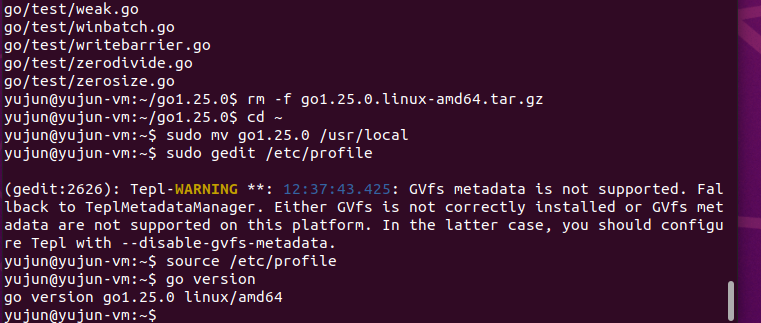 go/test/weak.go
go/test/winbatch.go
go/test/writebarrier.go
go/test/zerodivide.go
go/test/zerosize.go
yujun@yujun-vm:~/go1.25.0$ rm -f go1.25.0.linux-amd64.tar.gz
yujun@yujun-vm:~/go1.25.0$ cd ~
yujun@yujun-vm:~$ sudo mv go1.25.0 /usr/local
yujun@yujun-vm:~$ sudo gedit /etc/profile
(gedit:2626): Tepl-WARNING **: 12:37:43.425: GVfs metadata is not supported. Fal
lback to TeplMetadataManager. Either GVfs is not correctly installed or GVfs met
adata are not supported on this platform. In the latter case, you should configu
re Tepl with --disable-gvfs-metadata.
yujun@yujun-vm:~$ source /etc/profile
yujun@yujun-vm:~$ go version
go version go1.25.0 linux/amd64
yujun@yujun-vm:~$